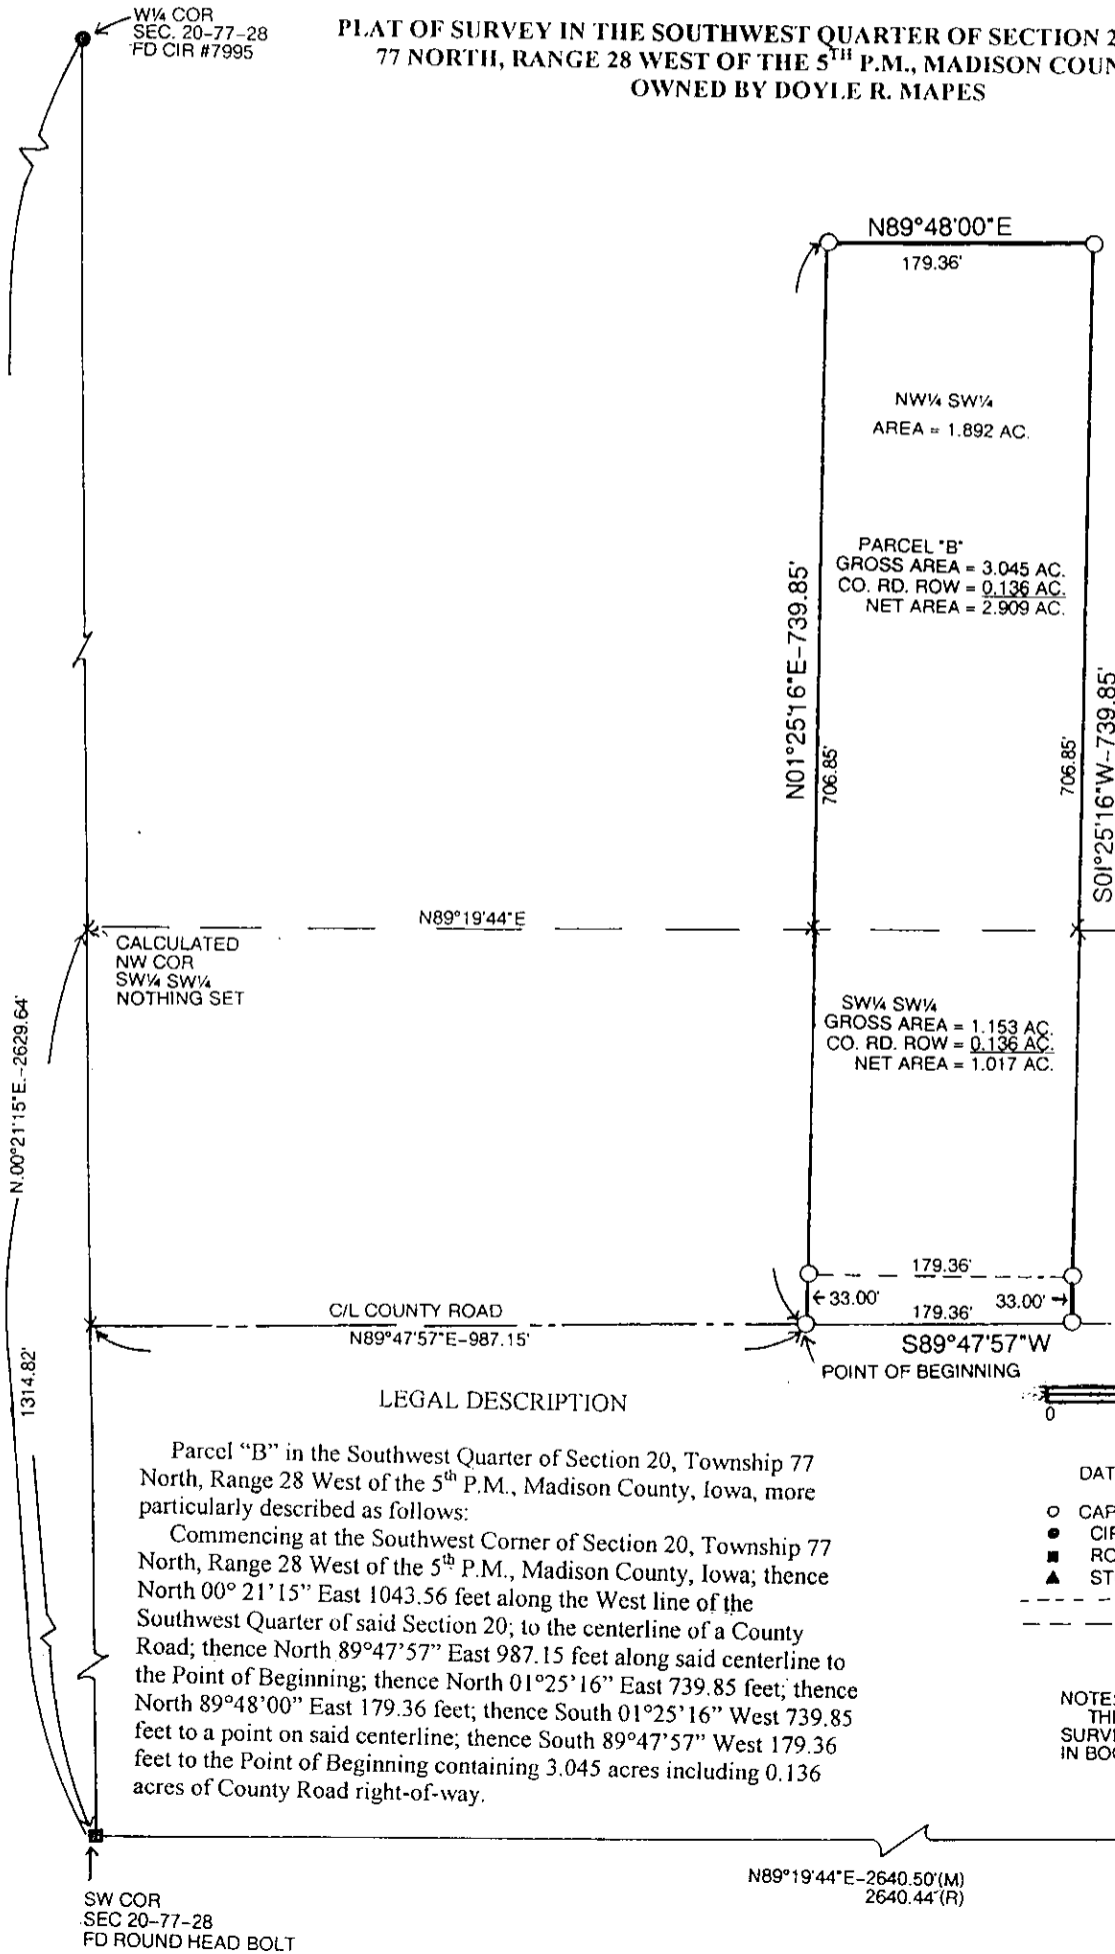 W¼ COR
SEC. 20-77-28
FD CIR #7995
PLAT OF SURVEY IN THE SOUTHWEST QUARTER OF SECTION 2
77 NORTH, RANGE 28 WEST OF THE 5TH P.M., MADISON COUN
OWNED BY DOYLE R. MAPES
N89°48'00"E
179.36'
NW¼ SW¼
AREA = 1.892 AC.
PARCEL "B"
GROSS AREA = 3.045 AC.
CO. RD. ROW = 0.136 AC.
NET AREA = 2.909 AC.
N01°25'16"E-739.85'
706.85'
706.85'
S01°25'16"W-739.85'
N89°19'44"E
CALCULATED
NW COR
SW¼ SW¼
NOTHING SET
SW¼ SW¼
GROSS AREA = 1.153 AC.
CO. RD. ROW = 0.136 AC.
NET AREA = 1.017 AC.
N.00°21'15"E.-2629.64'
1314.82'
179.36'
33.00'
33.00'
179.36'
C/L COUNTY ROAD
N89°47'57"E-987.15'
S89°47'57"W
POINT OF BEGINNING
0
LEGAL DESCRIPTION
Parcel “B” in the Southwest Quarter of Section 20, Township 77
North, Range 28 West of the 5th P.M., Madison County, Iowa, more
particularly described as follows:
Commencing at the Southwest Corner of Section 20, Township 77
North, Range 28 West of the 5th P.M., Madison County, Iowa; thence
North 00° 21’15” East 1043.56 feet along the West line of the
Southwest Quarter of said Section 20; to the centerline of a County
Road; thence North 89°47’57” East 987.15 feet along said centerline to
the Point of Beginning; thence North 01°25’16” East 739.85 feet; thence
North 89°48’00” East 179.36 feet; thence South 01°25’16” West 739.85
feet to a point on said centerline; thence South 89°47’57” West 179.36
feet to the Point of Beginning containing 3.045 acres including 0.136
acres of County Road right-of-way.
DAT
CAP
CIR
RO
ST
NOTE:
THI
SURVE
IN BOO
N89°19'44"E-2640.50'(M)
2640.44'(R)
SW COR
SEC 20-77-28
FD ROUND HEAD BOLT